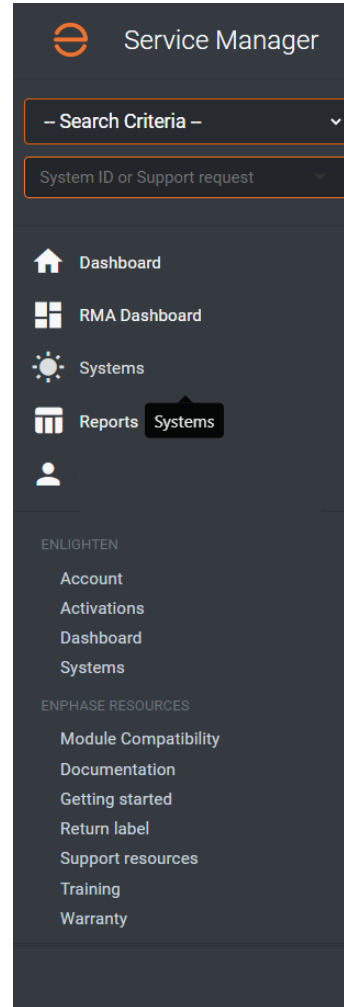 Service Manager
-- Search Criteria --
System ID or Support request
Dashboard
RMA Dashboard
Systems
Reports Systems
ENLIGHTEN
Account
Activations
Dashboard
Systems
ENPHASE RESOURCES
Module Compatibility
Documentation
Getting started
Return label
Support resources
Training
Warranty